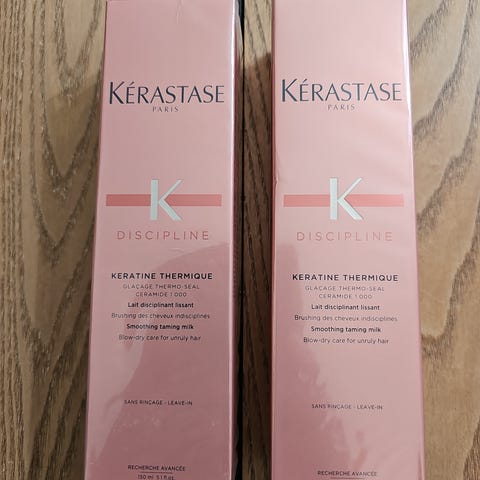 KÉRASTASE
PARIS
K
DISCIPLINE
KERATINE THERMIQUE
GLAÇAGE THERMO-SEAL
CERAMIDE 1 000
Lait disciplinant lissant
Brushing des cheveux indisciplinés
Smoothing taming milk
Blow-dry care for unruly hair
SANS RINÇAGE - LEAVE-IN
RECHERCHE AVANCÉE
150 ml 5.1 fl.oz
KÉRASTASE
PARIS
K
DISCIPLINE
KERATINE THERMIQUE
GLAÇAGE THERMO-SEAL
CERAMIDE 1 000
Lait disciplinant lissant
Brushing des cheveux indisciplinés
Smoothing taming milk
Blow-dry care for unruly hair
SANS RINÇAGE - LEAVE-IN
RECHERCHE AVANCÉE